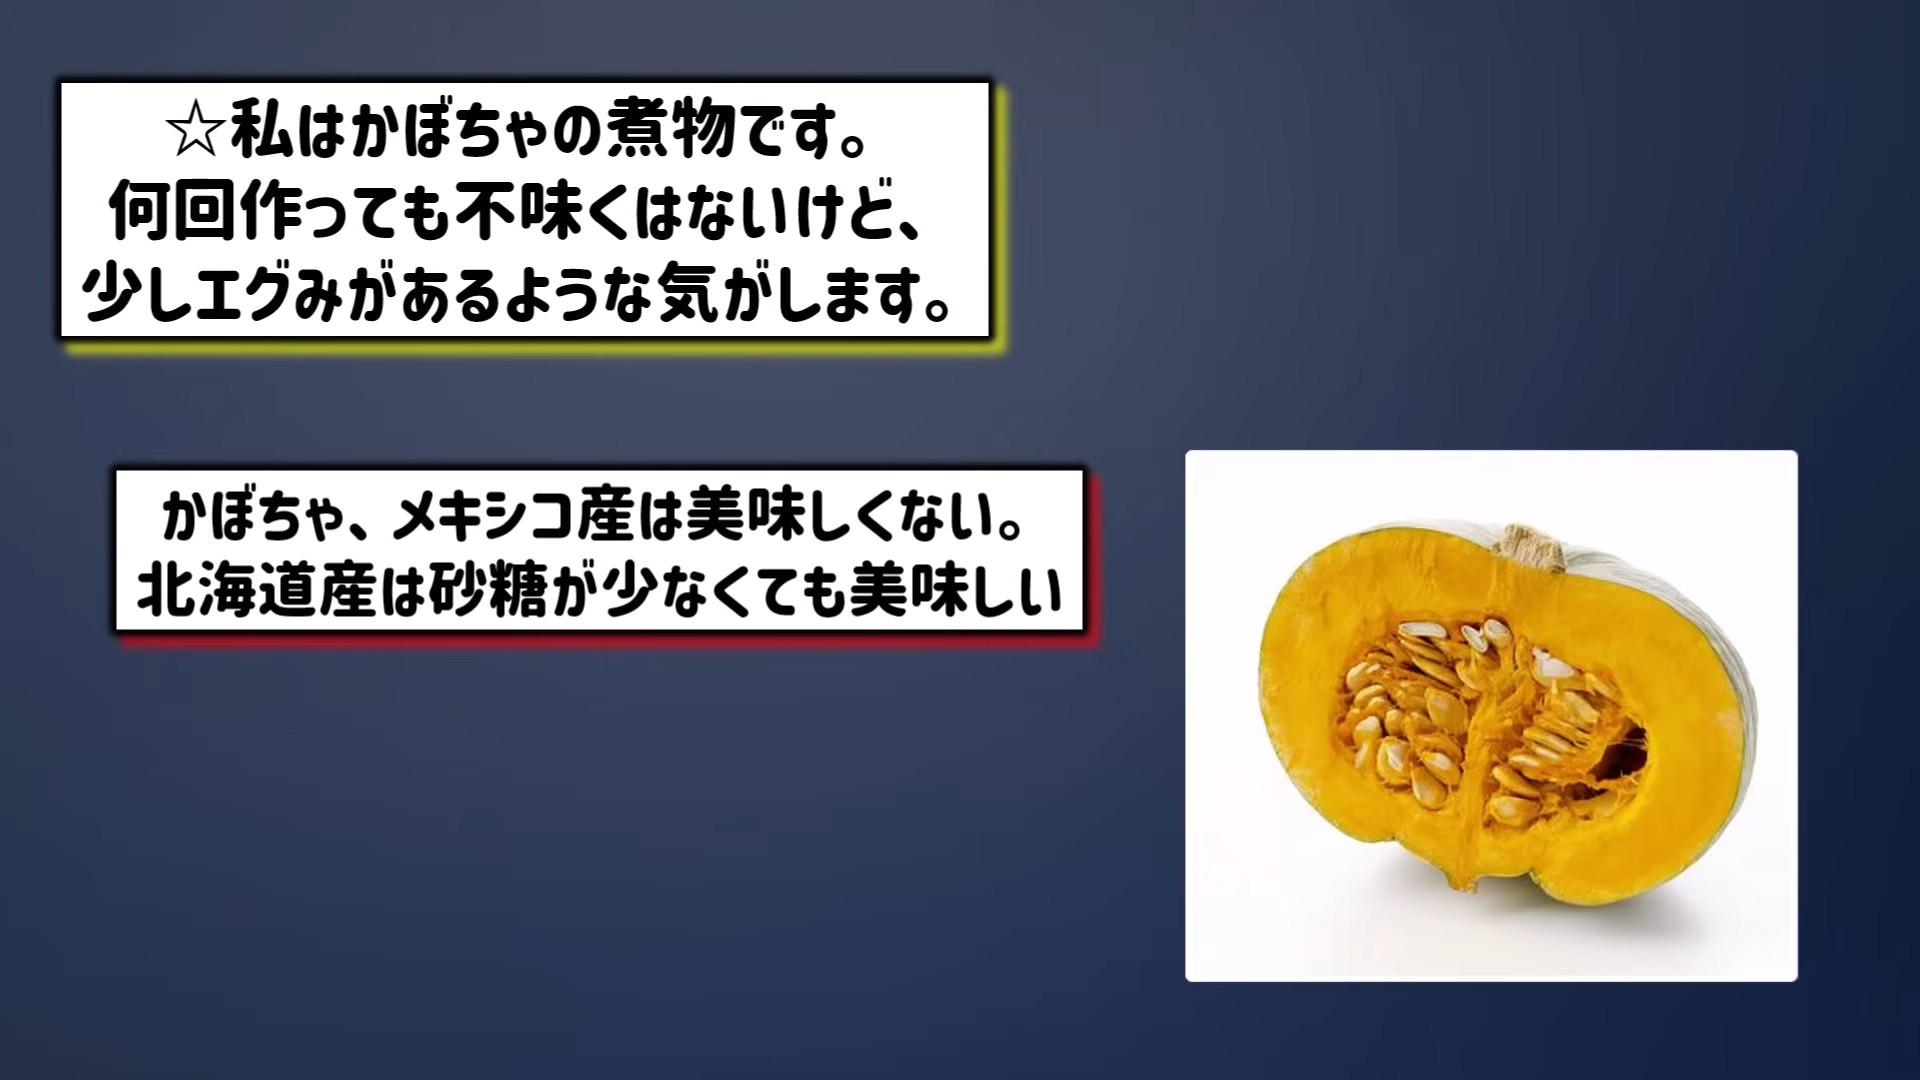 ☆私はかぼちゃの煮物です。
何回作っても不味くはないけど、
少しエグみがあるような気がします。
かぼちゃ、メキシコ産は美味しくない。
北海道産は砂糖が少なくても美味しい